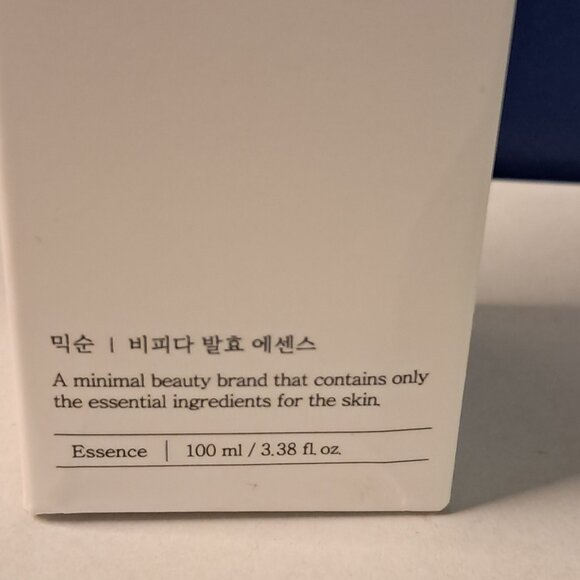 믹순 | 비피다 발효 에센스
A minimal beauty brand that contains only
the essential ingredients for the skin.
Essence | 100 ml / 3.38 fl. oz.